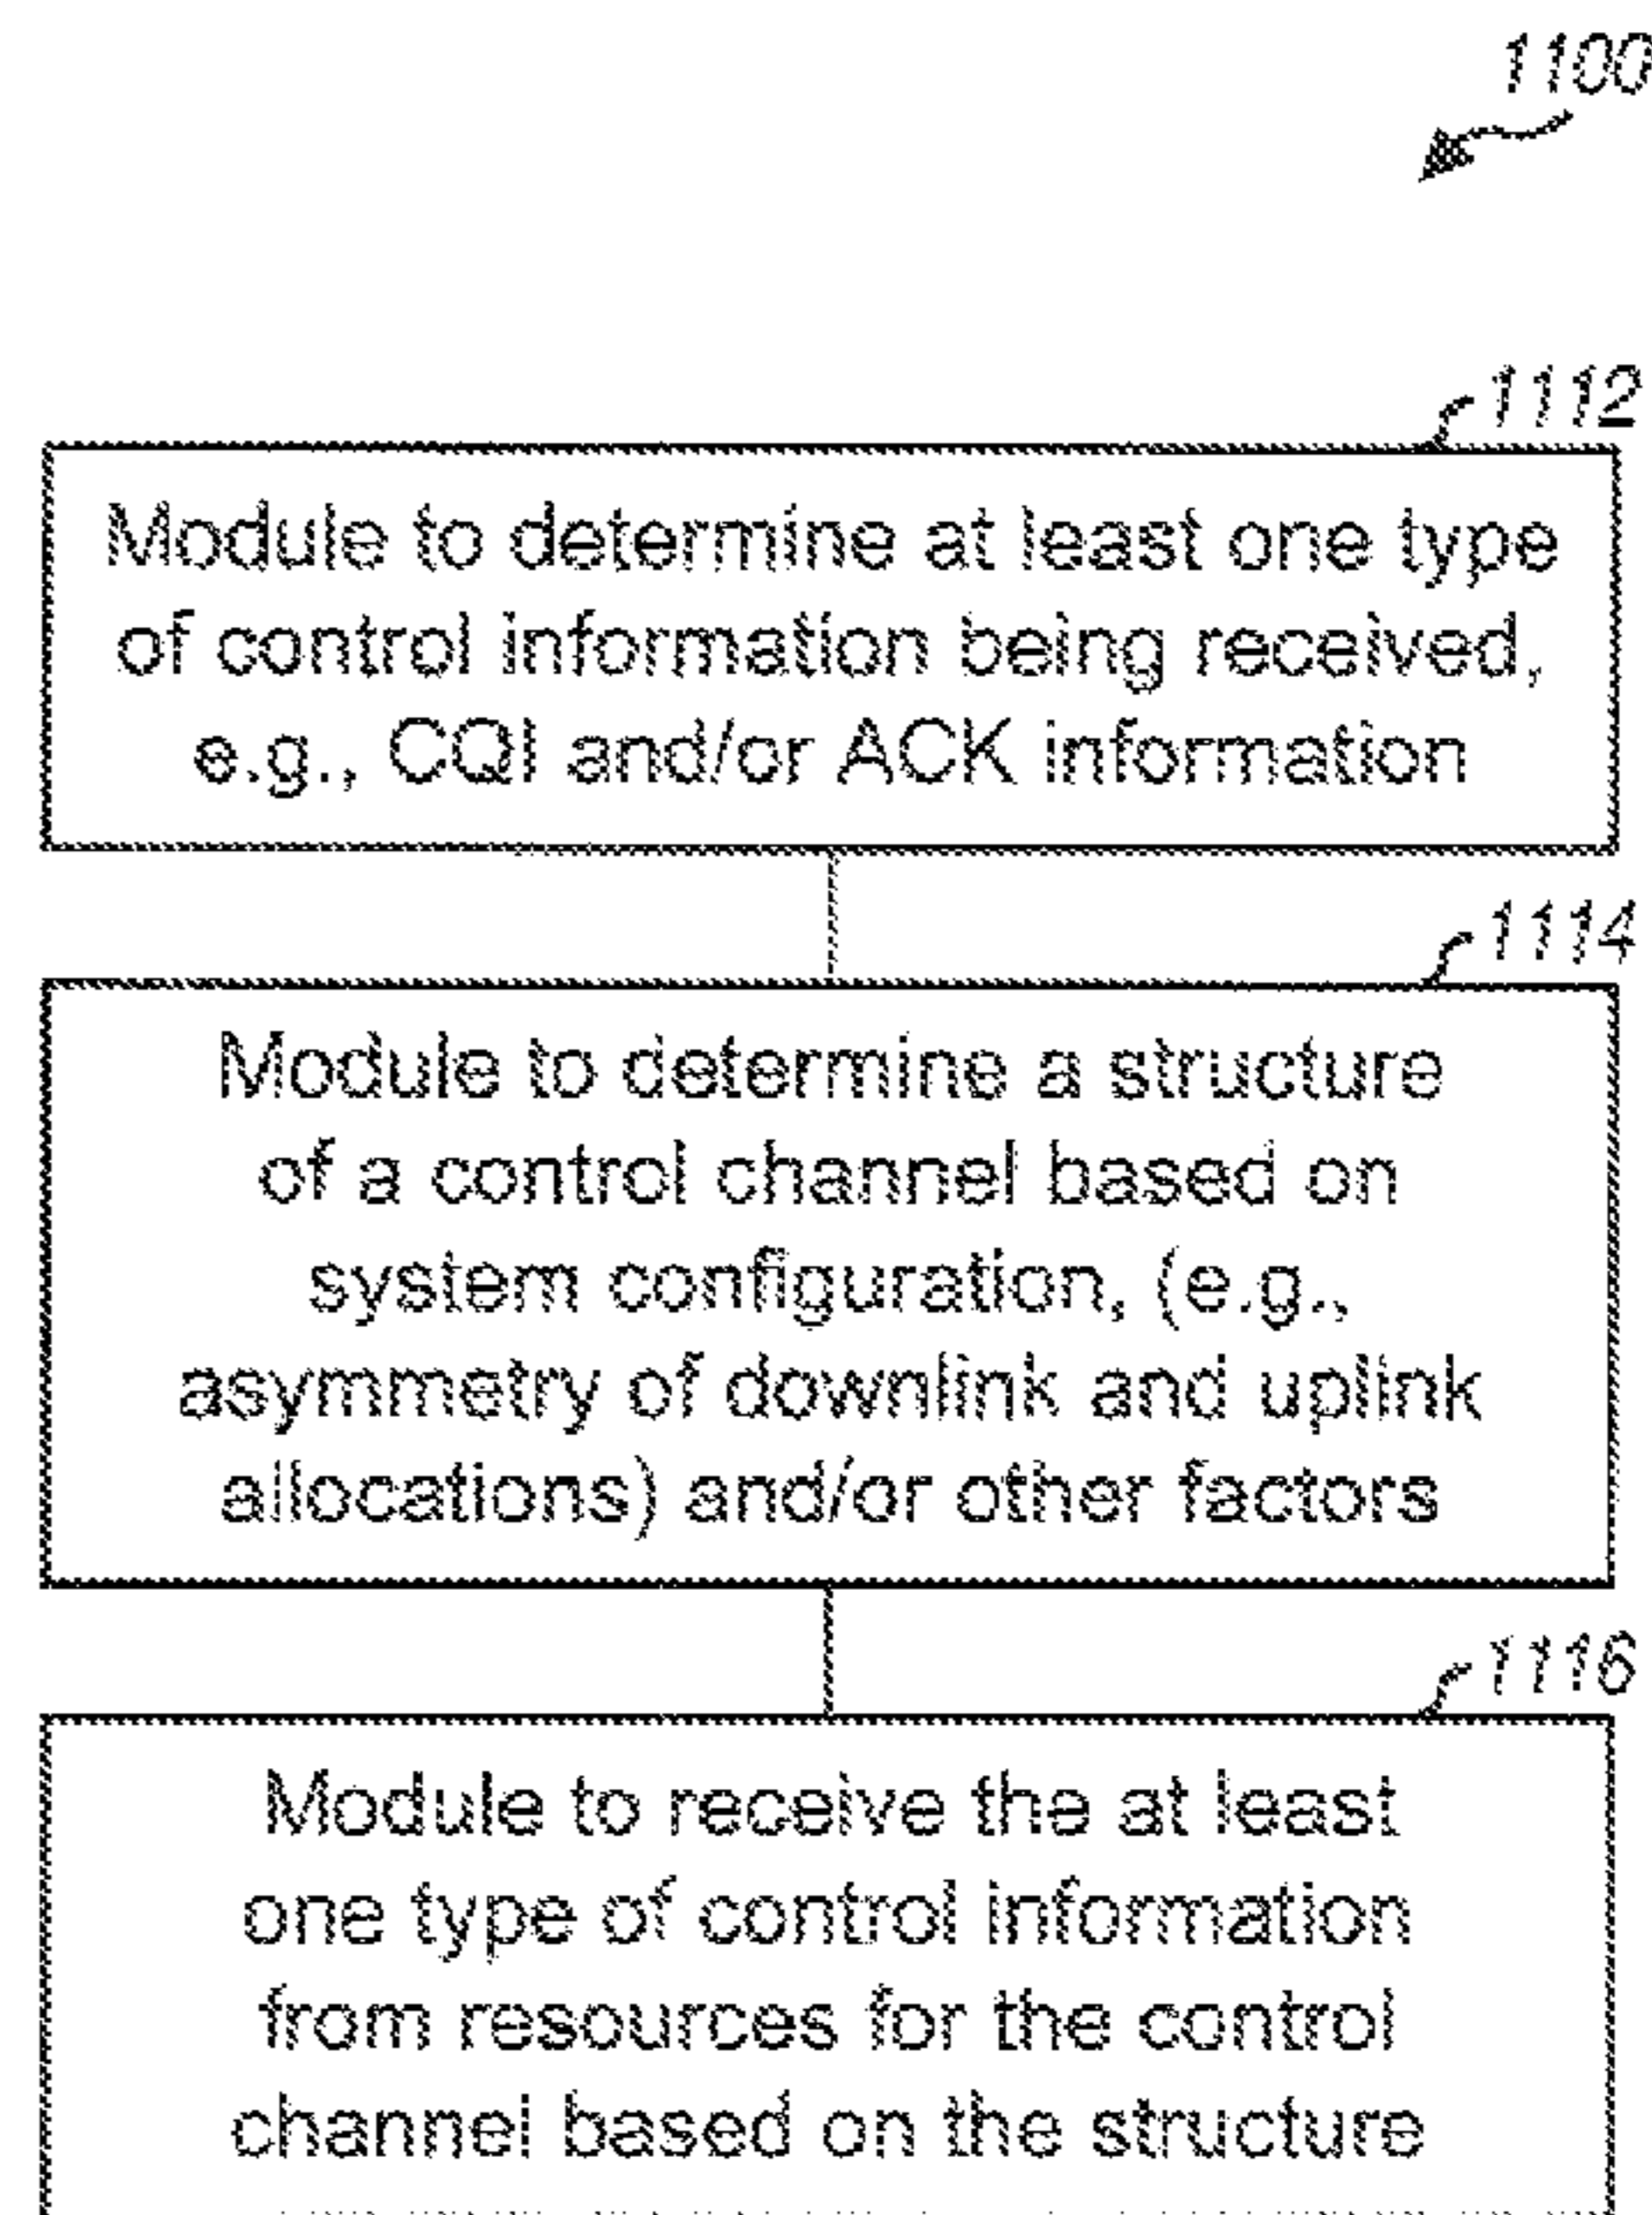 1100
1112
Module to determine at least one type
of control information being received,
e.g., CQI and/or ACK information
1114
Module to determine a structure
of a control channel based on
system configuration, (e.g.,
asymmetry of downlink and uplink
allocations) and/or other factors
1116
Module to receive the at least
one type of control information
from resources for the control
channel based on the structure